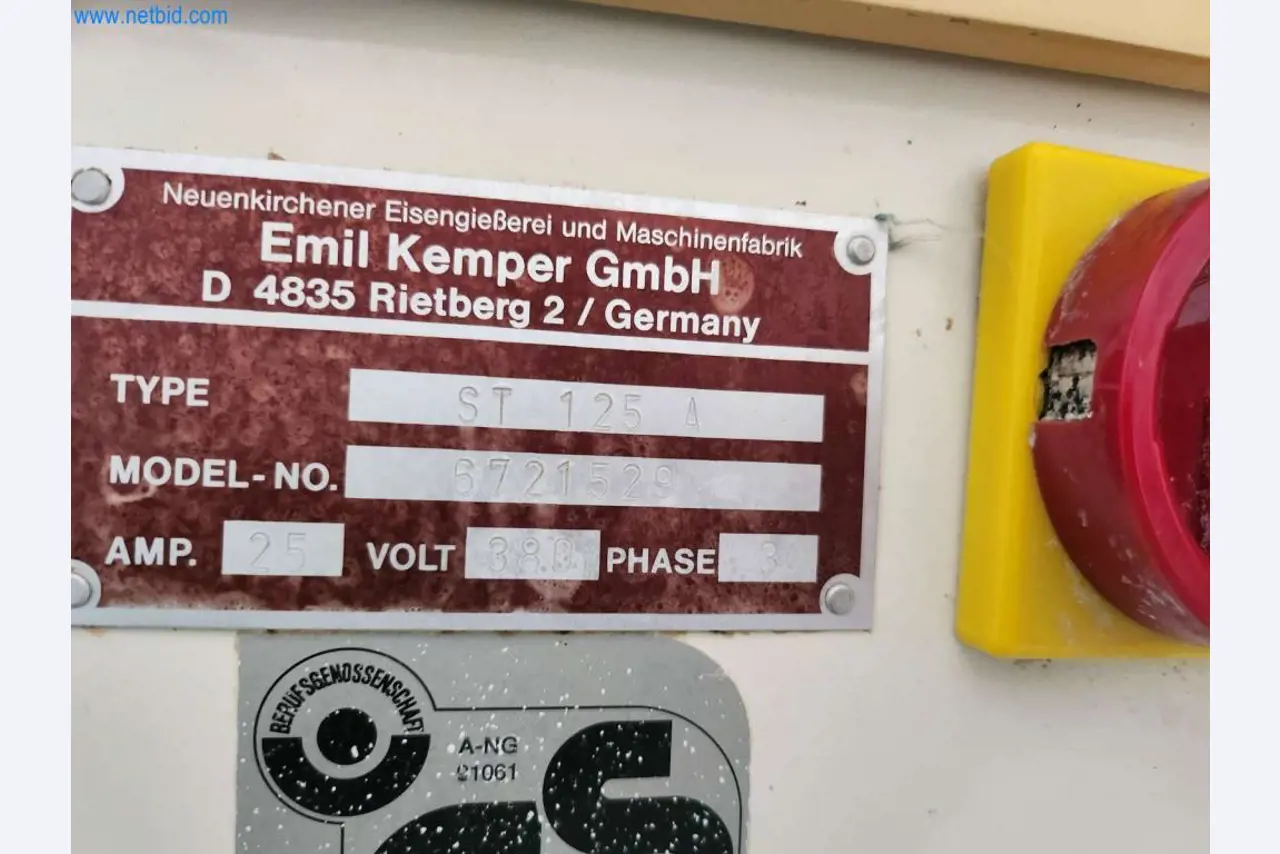 www.netbid.com
Neuenkirchener Eisengießerei und Maschinenfabrik
Emil Kemper GmbH
D 4835 Rietberg 2 / Germany
TYPE ST 125 A
MODEL-NO. 6721529
AMP. 25 VOLT 380 PHASE 3
BERUFSGENOSSENSCHAFT
A-NG
91061